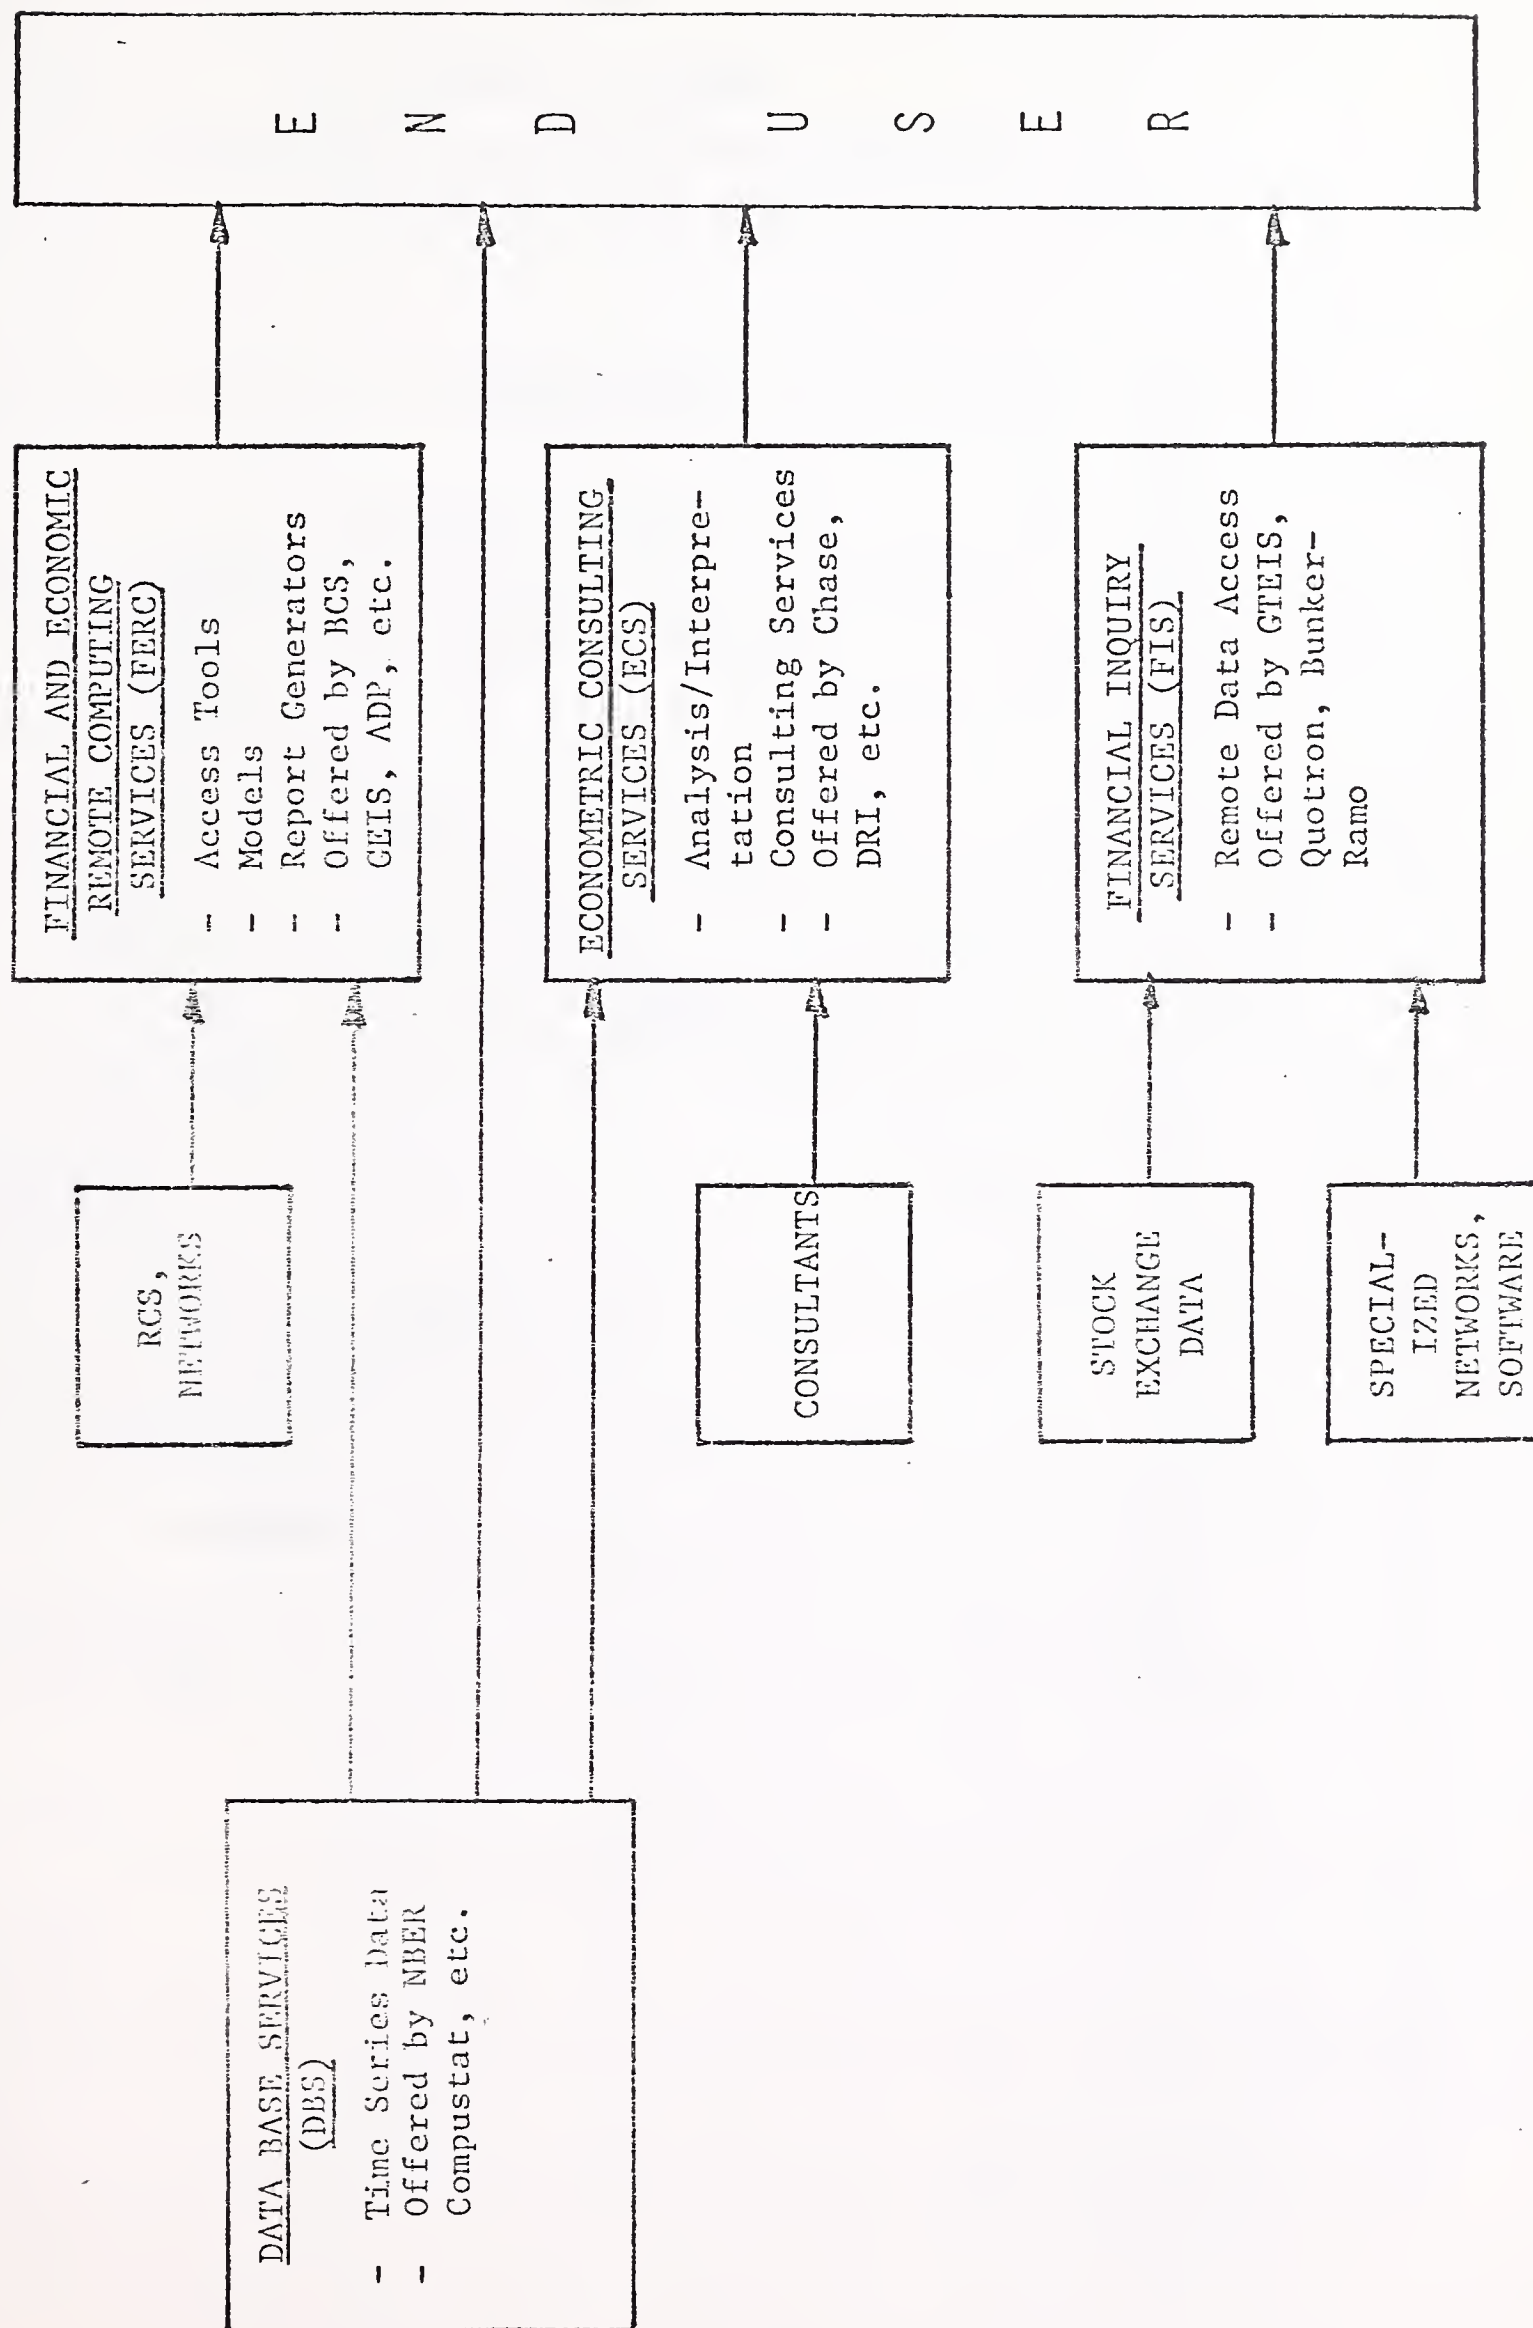 DATA BASE SERVICES
(DBS)
- Time Series Data
- Offered by NBER
Compustat, etc.
RCS,
NETWORKS
CONSULTANTS
STOCK
EXCHANGE
DATA
SPECIAL-
IZED
NETWORKS,
SOFTWARE
FINANCIAL AND ECONOMIC
REMOTE COMPUTING
SERVICES (FERC)
- Access Tools
- Models
- Report Generators
- Offered by BCS,
GEIS, ADP, etc.
ECONOMETRIC CONSULTING
SERVICES (ECS)
- Analysis/Interpre-
tation
- Consulting Services
- Offered by Chase,
DRI, etc.
FINANCIAL INQUIRY
SERVICES (FIS)
- Remote Data Access
- Offered by GTEIS,
Quotron, Bunker-
Ramo
END USER